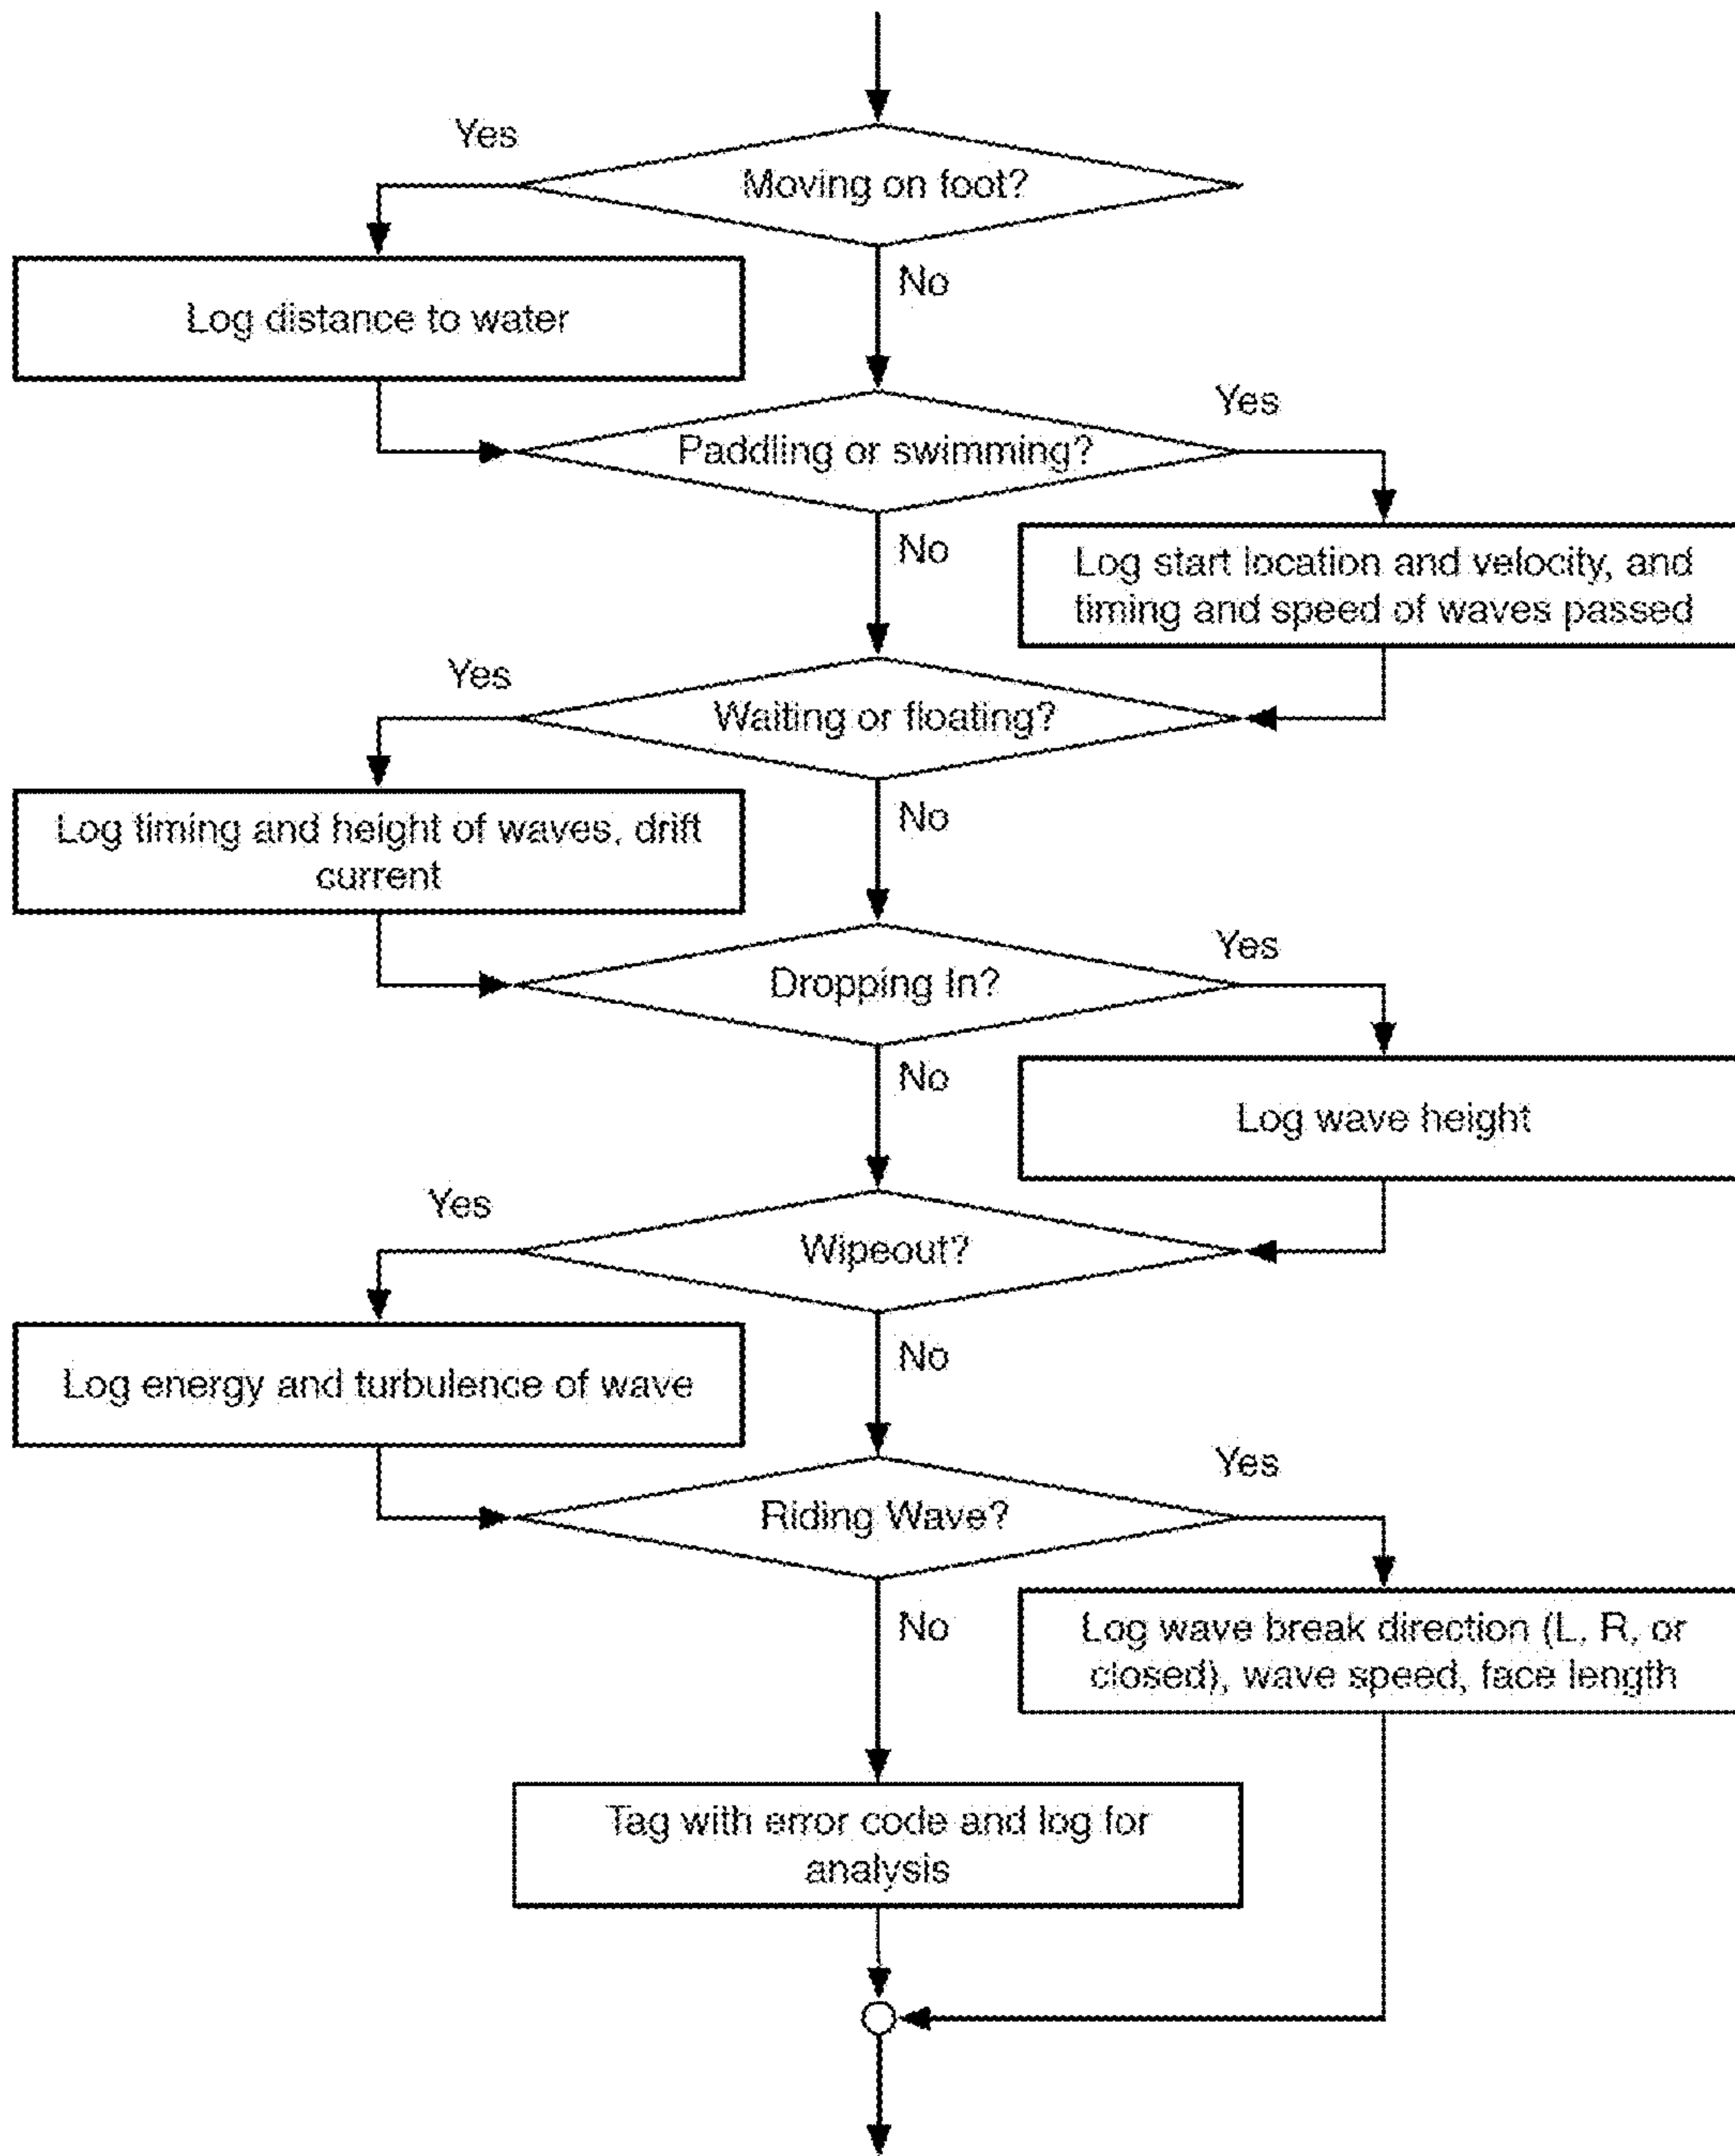 Yes
Moving on foot?
No
Log distance to water
Yes
Paddling or swimming?
No
Log start location and velocity, and
timing and speed of waves passed
Yes
Waiting or floating?
No
Log timing and height of waves, drift
current
Yes
Dropping In?
No
Log wave height
Yes
Wipeout?
No
Log energy and turbulence of wave
Yes
Riding Wave?
No
Log wave break direction (L, R, or
closed), wave speed, face length
Tag with error code and log for
analysis